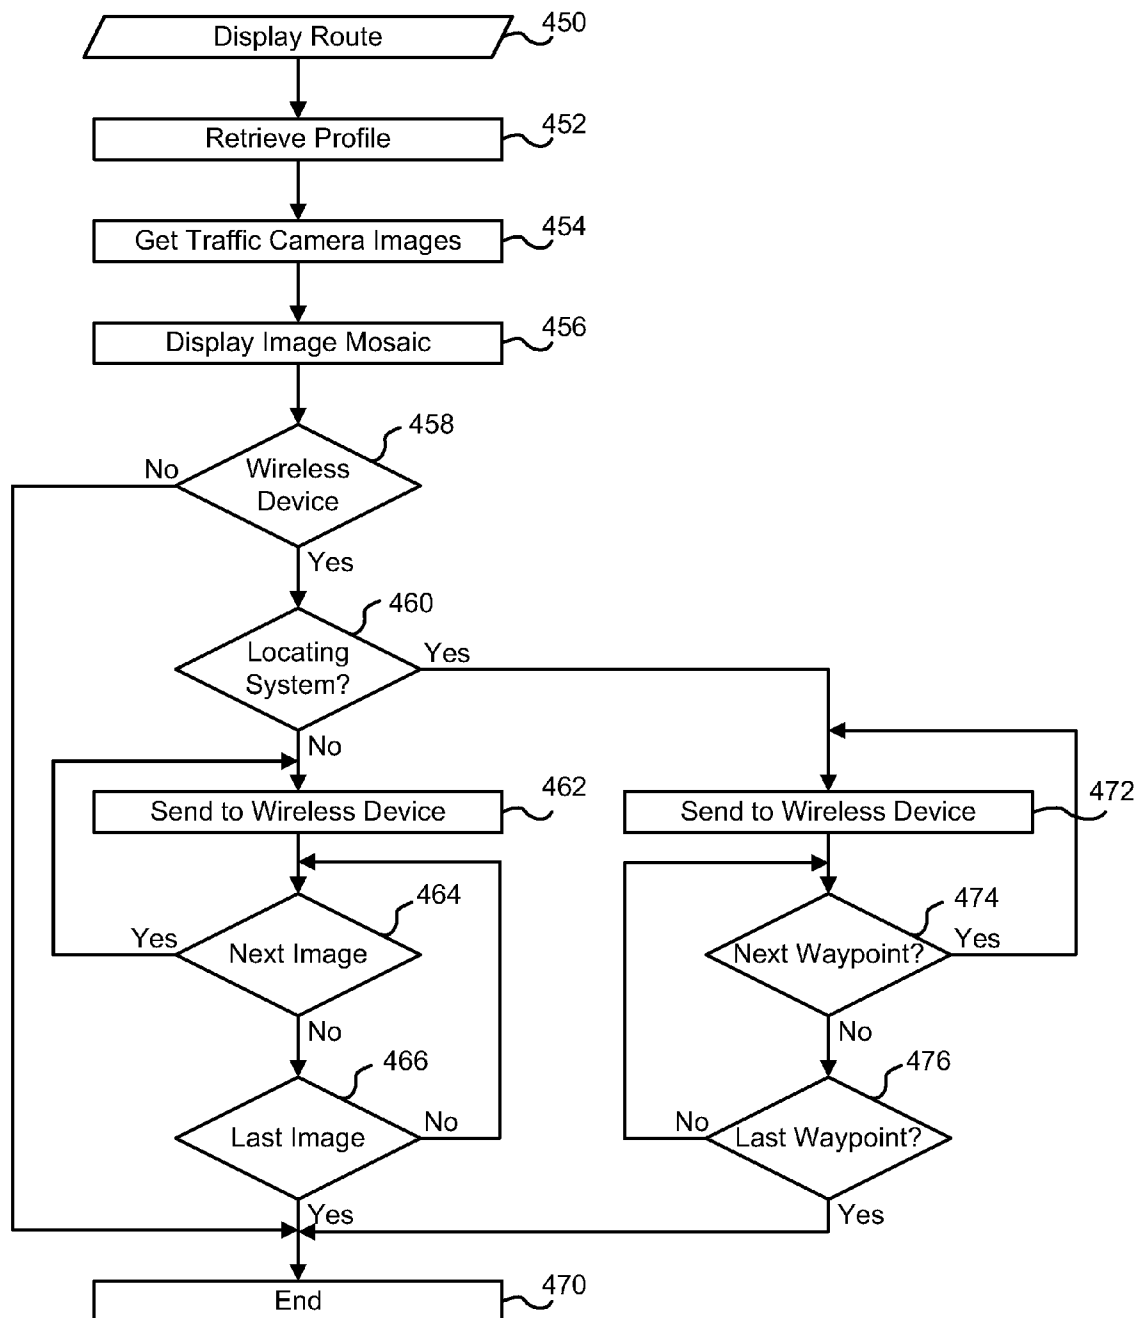 Display Route
450
Retrieve Profile
452
Get Traffic Camera Images
454
Display Image Mosaic
456
458
No
Wireless
Device
Yes
460
Locating
System?
Yes
No
Send to Wireless Device
462
Send to Wireless Device
472
464
Yes
Next Image
No
474
Next Waypoint?
Yes
No
466
Last Image
No
Yes
476
No
Last Waypoint?
Yes
End
470